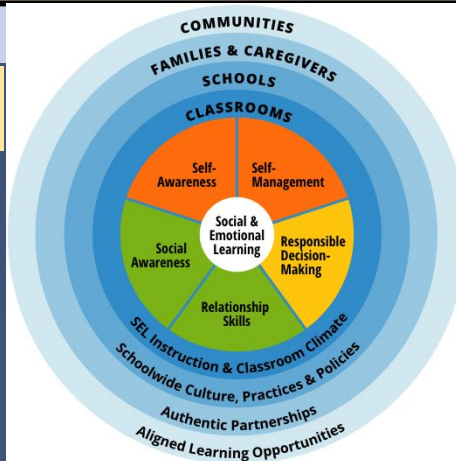 COMMUNITIES
FAMILIES & CAREGIVERS
SCHOOLS
CLASSROOMS
Self-
Awareness
Self-
Management
Social &
Emotional
Learning
Social
Awareness
Responsible
Decision-
Making
Relationship
Skills
SEL Instruction & Classroom Climate
Schoolwide Culture, Practices & Policies
Authentic Partnerships
Aligned Learning Opportunities